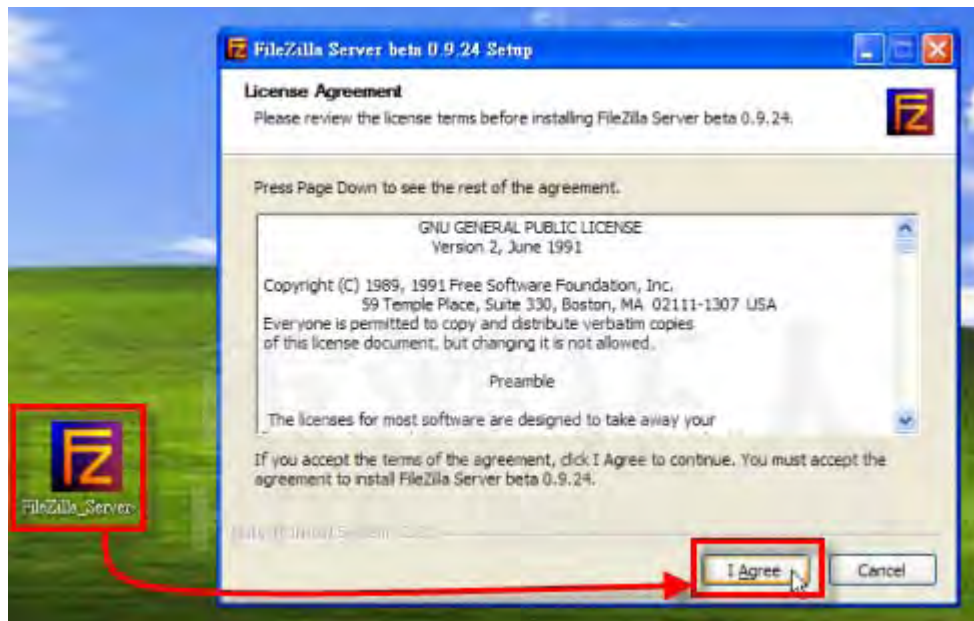 FileZilla Server beta 0.9.24 Setup
License Agreement
Please review the license terms before installing FileZilla Server beta 0.9.24.
Press Page Down to see the rest of the agreement.
GNU GENERAL PUBLIC LICENSE
Version 2, June 1991
Copyright (C) 1989, 1991 Free Software Foundation, Inc.
59 Temple Place, Suite 330, Boston, MA 02111-1307 USA
Everyone is permitted to copy and distribute verbatim copies
of this license document, but changing it is not allowed.
Preamble
The licenses for most software are designed to take away your
If you accept the terms of the agreement, click I Agree to continue. You must accept the
agreement to install FileZilla Server beta 0.9.24.
FileZilla_Server
I Agree
Cancel